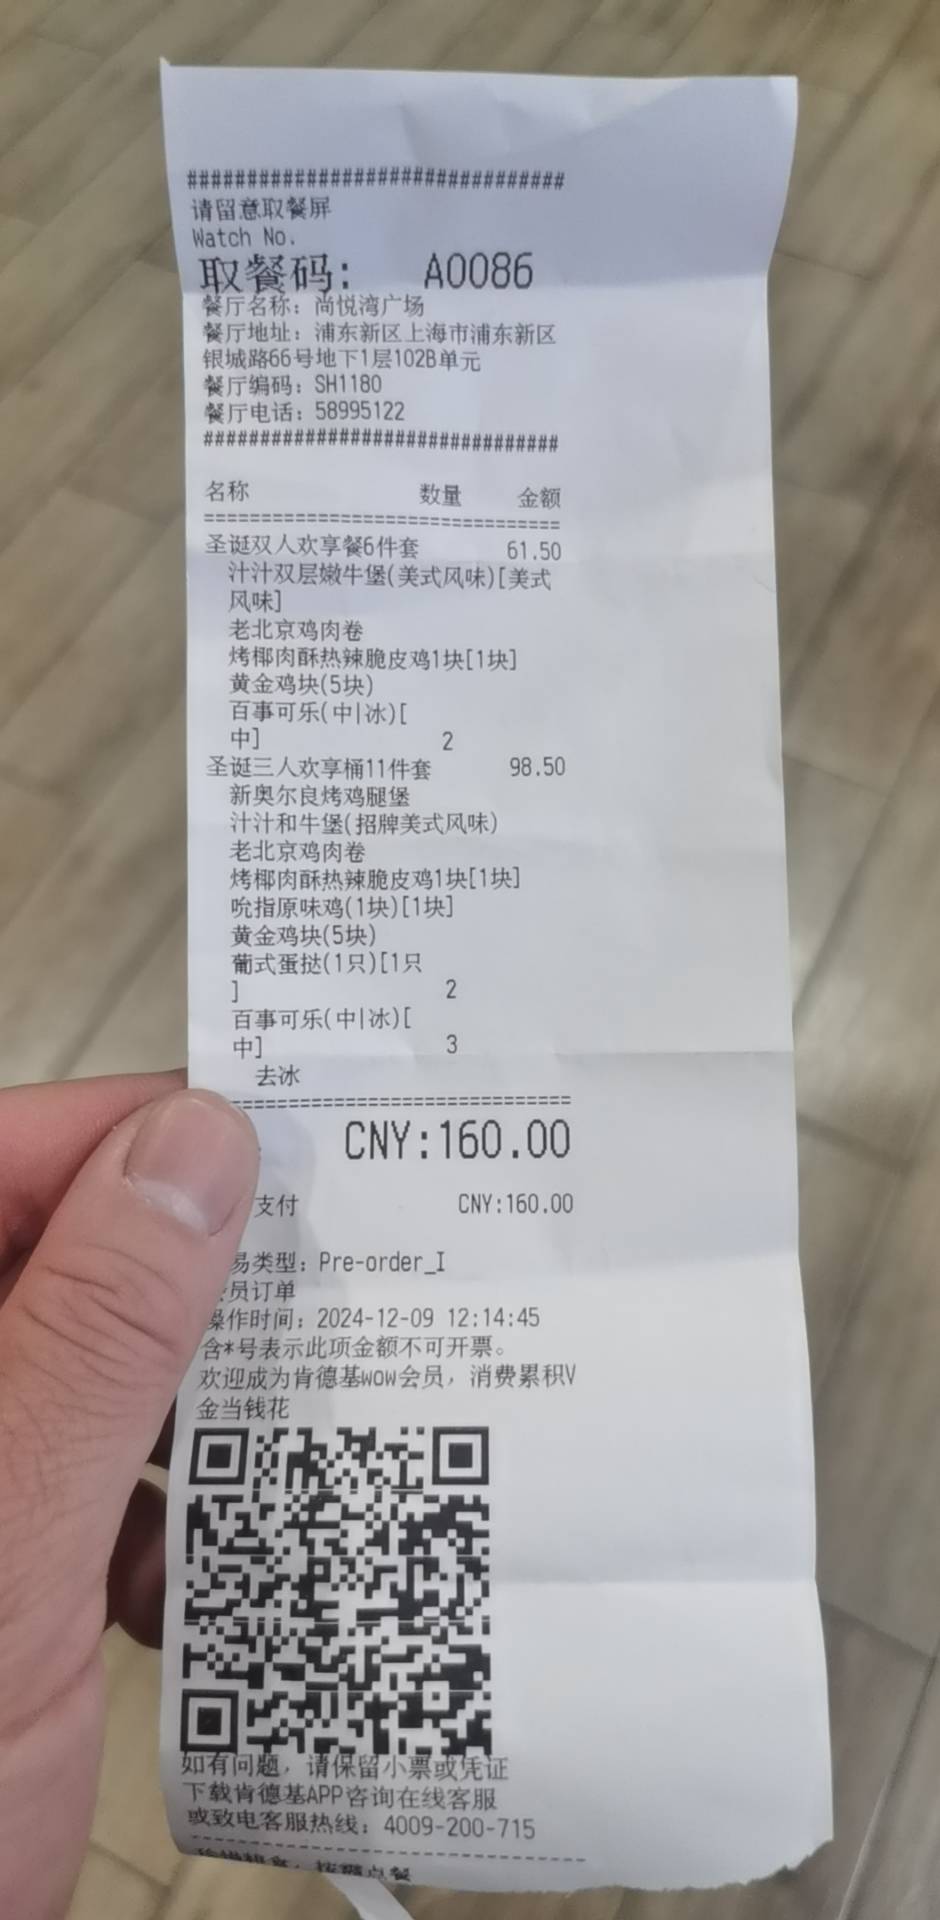 ################################
请留意取餐屏
Watch No.
取餐码: A0086
餐厅名称: 尚悦湾广场
餐厅地址: 浦东新区上海市浦东新区
银城路66号地下1层102B单元
餐厅编码: SH1180
餐厅电话: 58995122
################################
名称 数量 金额
================================
圣诞双人欢享餐6件套 61.50
汁汁双层嫩牛堡(美式风味)[美式
风味]
老北京鸡肉卷
烤椰肉酥热辣脆皮鸡1块[1块]
黄金鸡块(5块)
百事可乐(中|冰)[
中] 2
圣诞三人欢享桶11件套 98.50
新奥尔良烤鸡腿堡
汁汁和牛堡(招牌美式风味)
老北京鸡肉卷
烤椰肉酥热辣脆皮鸡1块[1块]
吮指原味鸡(1块)[1块]
黄金鸡块(5块)
葡式蛋挞(1只)[1只
] 2
百事可乐(中|冰)[
中] 3
去冰
==============================
CNY:160.00
支付 CNY:160.00
易类型: Pre-order_I
员订单
操作时间: 2024-12-09 12:14:45
含*号表示此项金额不可开票。
欢迎成为肯德基wow会员, 消费累积V
金当钱花
如有问题, 请保留小票或凭证
下载肯德基APP咨询在线客服
或致电客服热线: 4009-200-715
--------------------------------